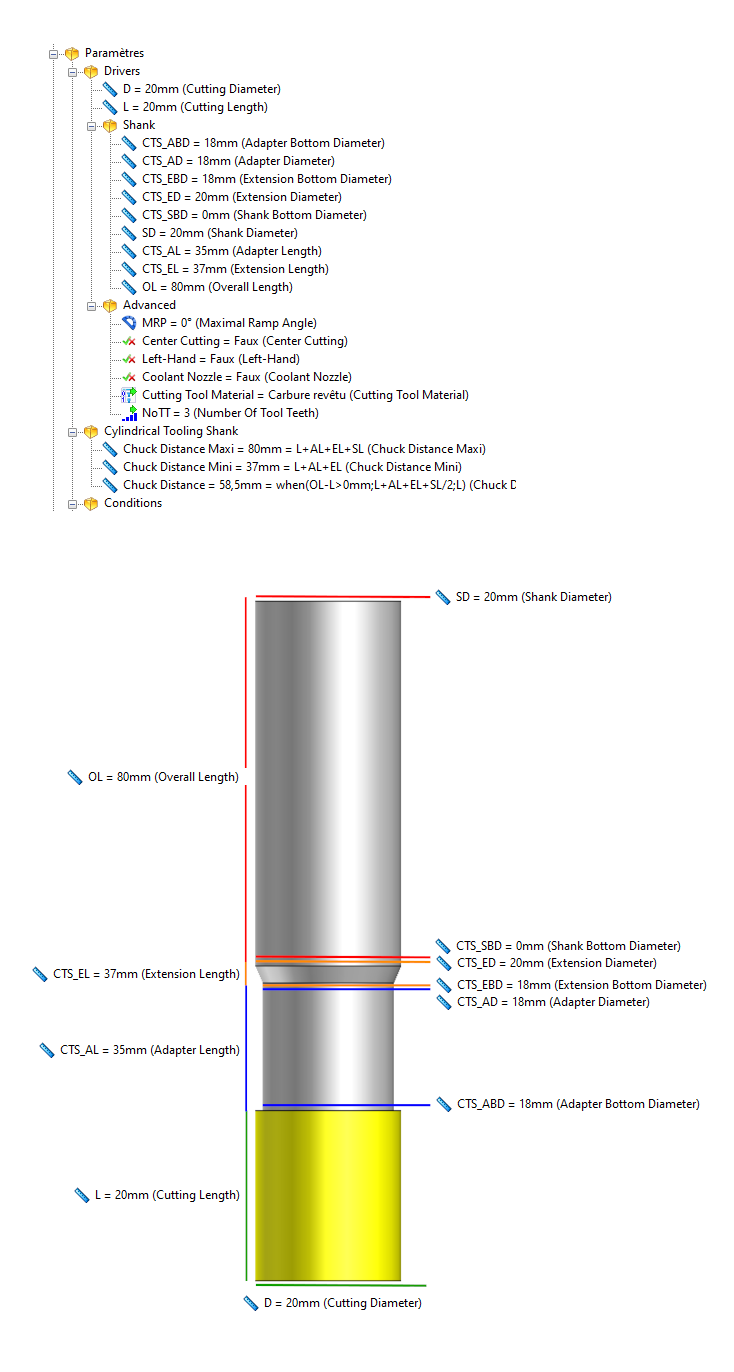 Paramètres
Drivers
D = 20mm (Cutting Diameter)
L = 20mm (Cutting Length)
Shank
CTS_ABD = 18mm (Adapter Bottom Diameter)
CTS_AD = 18mm (Adapter Diameter)
CTS_EBD = 18mm (Extension Bottom Diameter)
CTS_ED = 20mm (Extension Diameter)
CTS_SBD = 0mm (Shank Bottom Diameter)
SD = 20mm (Shank Diameter)
CTS_AL = 35mm (Adapter Length)
CTS_EL = 37mm (Extension Length)
OL = 80mm (Overall Length)
Advanced
MRP = 0° (Maximal Ramp Angle)
Center Cutting = Faux (Center Cutting)
Left-Hand = Faux (Left-Hand)
Coolant Nozzle = Faux (Coolant Nozzle)
Cutting Tool Material = Carbure revêtu (Cutting Tool Material)
NoTT = 3 (Number Of Tool Teeth)
Cylindrical Tooling Shank
Chuck Distance Maxi = 80mm = L+AL+EL+SL (Chuck Distance Maxi)
Chuck Distance Mini = 37mm = L+AL+EL (Chuck Distance Mini)
Chuck Distance = 58,5mm = when(OL-L>0mm;L+AL+EL+SL/2;L) (Chuck D
Conditions
SD = 20mm (Shank Diameter)
OL = 80mm (Overall Length)
CTS_SBD = 0mm (Shank Bottom Diameter)
CTS_ED = 20mm (Extension Diameter)
CTS_EL = 37mm (Extension Length)
CTS_EBD = 18mm (Extension Bottom Diameter)
CTS_AD = 18mm (Adapter Diameter)
CTS_AL = 35mm (Adapter Length)
CTS_ABD = 18mm (Adapter Bottom Diameter)
L = 20mm (Cutting Length)
D = 20mm (Cutting Diameter)